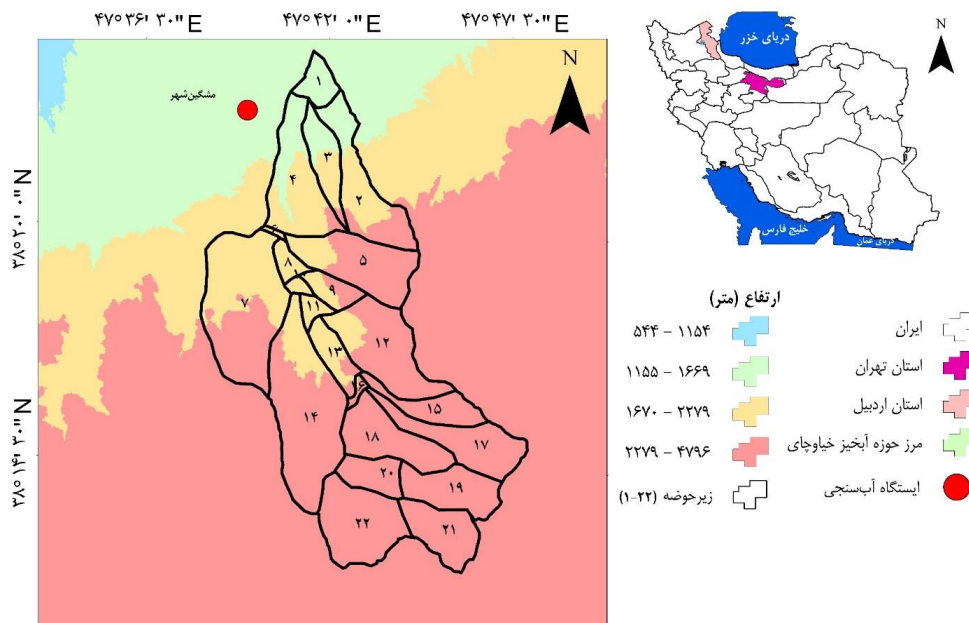 ۴۷° ۳۶' ۳۰" E
۴۷° ۴۲' ۰" E
۴۷° ۴۷' ۳۰" E
۳۸° ۲۰' ۰" N
۳۸° ۱۴' ۳۰" N
N
مشگین‌شهر
۱
۳
۴
۲
۵
۸
۹
۷
۱۱
۱۲
۱۳
۱۵
۱۴
۱۸
۱۷
۲۰
۱۹
۲۲
۲۱
N
دریای خزر
خلیج فارس
دریای عمان
ارتفاع (متر)
۵۴۴ – ۱۱۵۴
۱۱۵۵ – ۱۶۶۹
۱۶۷۰ – ۲۲۷۹
۲۲۷۹ – ۴۷۹۶
زیرحوضه (۲۲-۱)
ایران
استان تهران
استان اردبیل
مرز حوزه آبخیز خیاوچای
ایستگاه آب‌سنجی